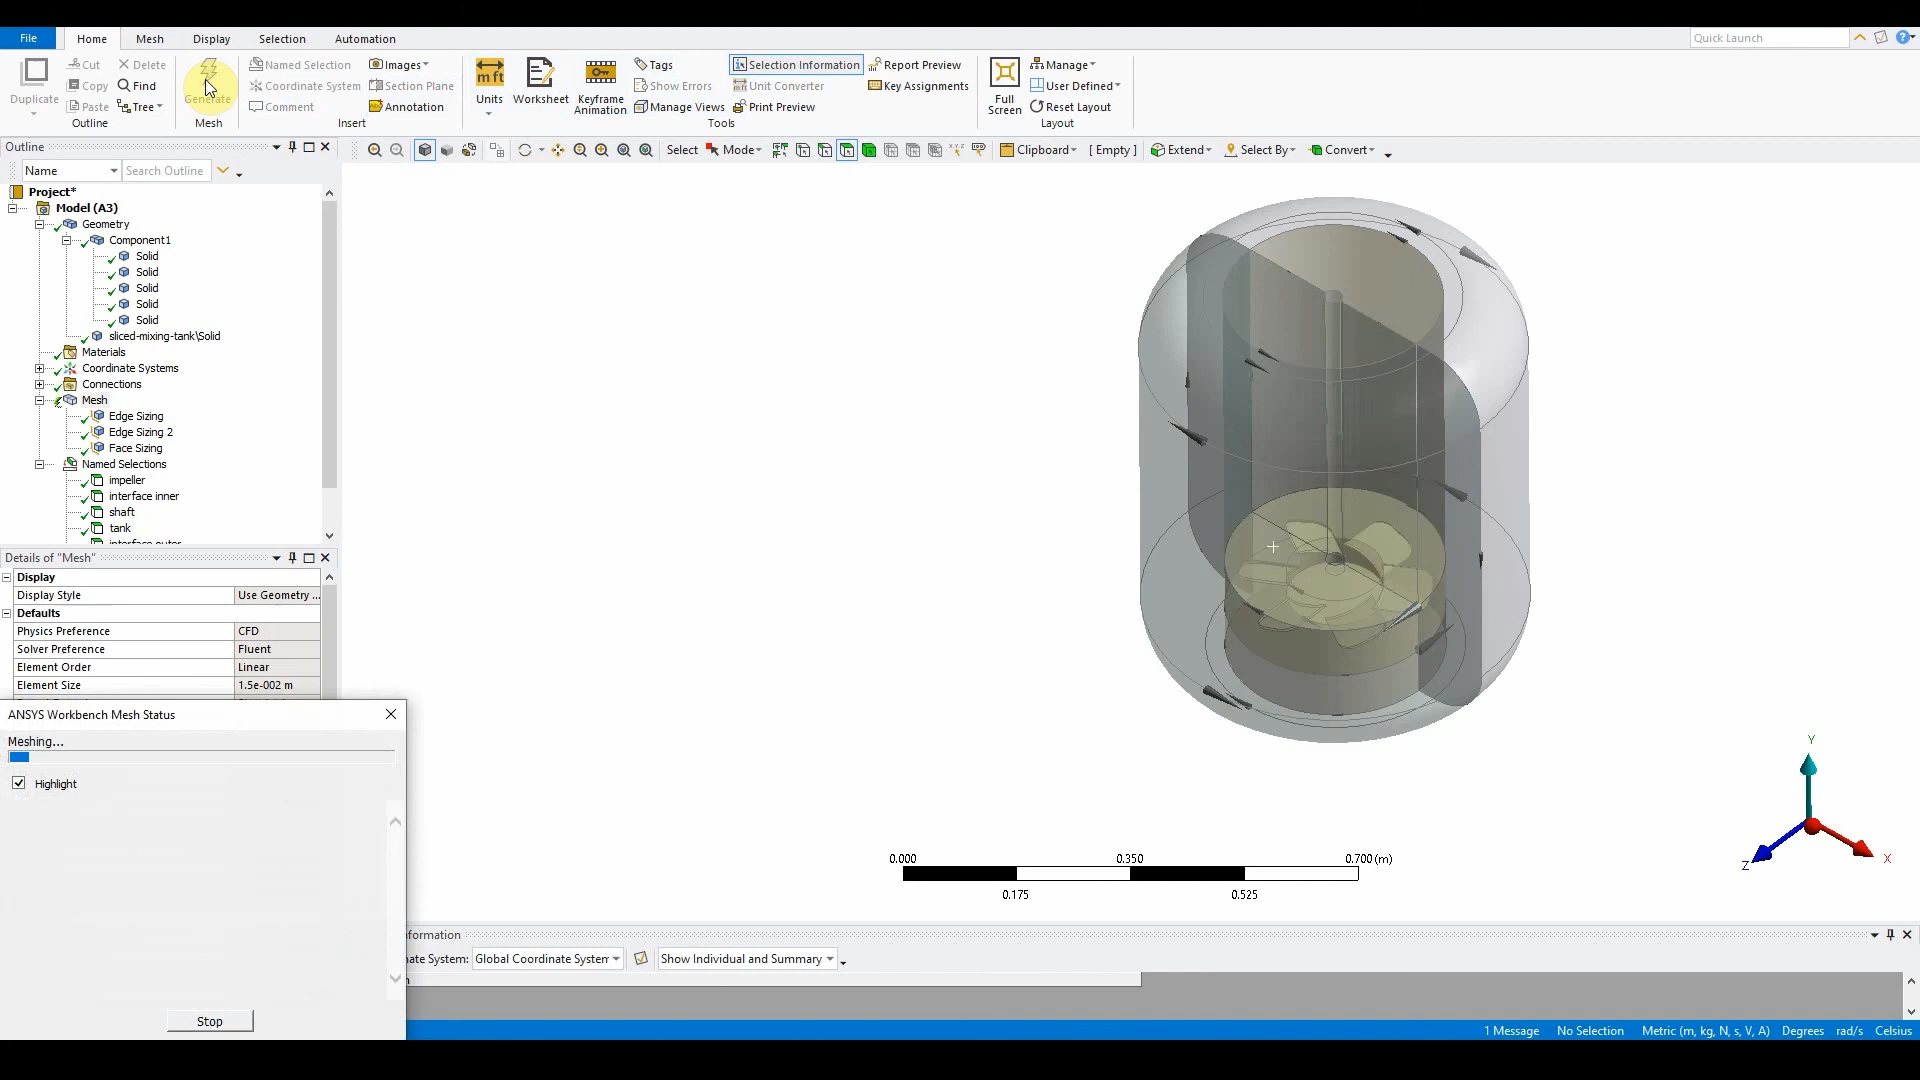 File Home Mesh Display Selection Automation Quick Launch
Duplicate Cut Delete Generate Named Selection Images Units Worksheet Keyframe Animation Tags Selection Information Report Preview Full Screen Manage
Copy Find Coordinate System Section Plane Show Errors Unit Converter Key Assignments User Defined
Paste Tree Comment Annotation Manage Views Print Preview Reset Layout
Outline Mesh Insert Tools Layout
Outline
Select Mode Clipboard [ Empty ] Extend Select By Convert
Name Search Outline
Project*
Model (A3)
Geometry
Component1
Solid
Solid
Solid
Solid
Solid
sliced-mixing-tank\Solid
Materials
Coordinate Systems
Connections
Mesh
Edge Sizing
Edge Sizing 2
Face Sizing
Named Selections
impeller
interface inner
shaft
tank
interface outer
Details of "Mesh"
Display
Display Style Use Geometry ...
Defaults
Physics Preference CFD
Solver Preference Fluent
Element Order Linear
Element Size 1.5e-002 m
ANSYS Workbench Mesh Status
Meshing...
Highlight
Stop
Y
X
Z
0.000 0.350 0.700 (m)
0.175 0.525
formation
nate System: Global Coordinate System Show Individual and Summary
1 Message No Selection Metric (m, kg, N, s, V, A) Degrees rad/s Celsius